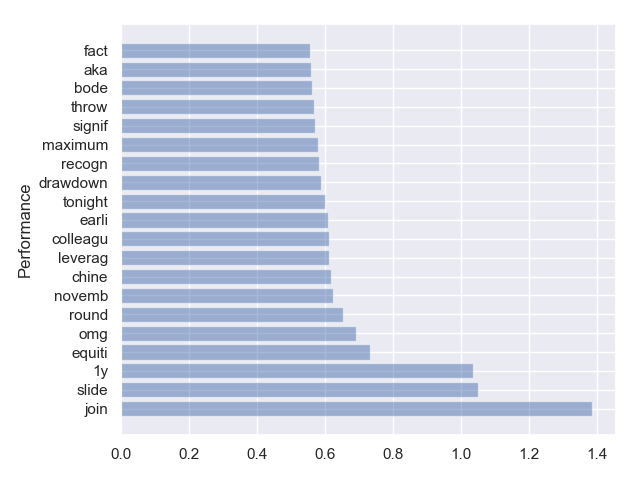 fact
aka
bode
throw
signif
maximum
recogn
drawdown
tonight
earli
colleagu
leverag
chine
novemb
round
omg
equiti
1y
slide
join
Performance
0.0 0.2 0.4 0.6 0.8 1.0 1.2 1.4